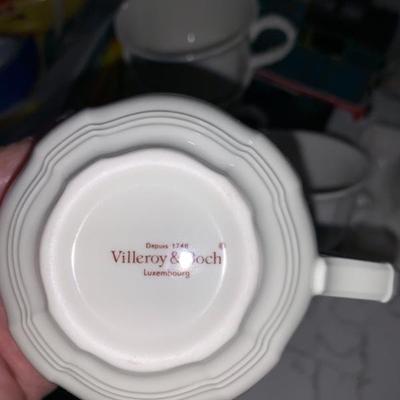 Depuis 1748
Villeroy & Boch ®
Luxembourg